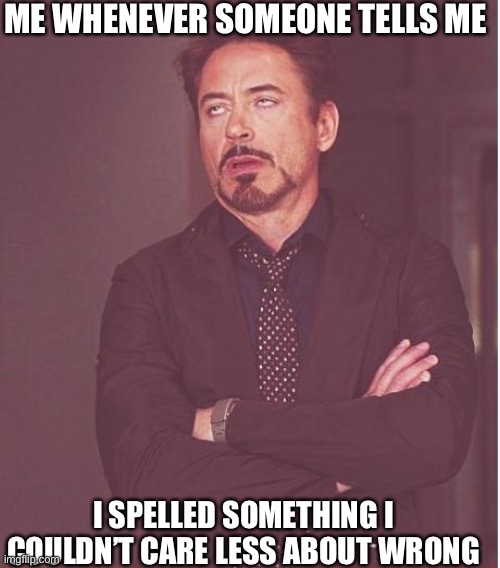 ME WHENEVER SOMEONE TELLS ME
I SPELLED SOMETHING I
COULDN'T CARE LESS ABOUT WRONG
imgflip.com